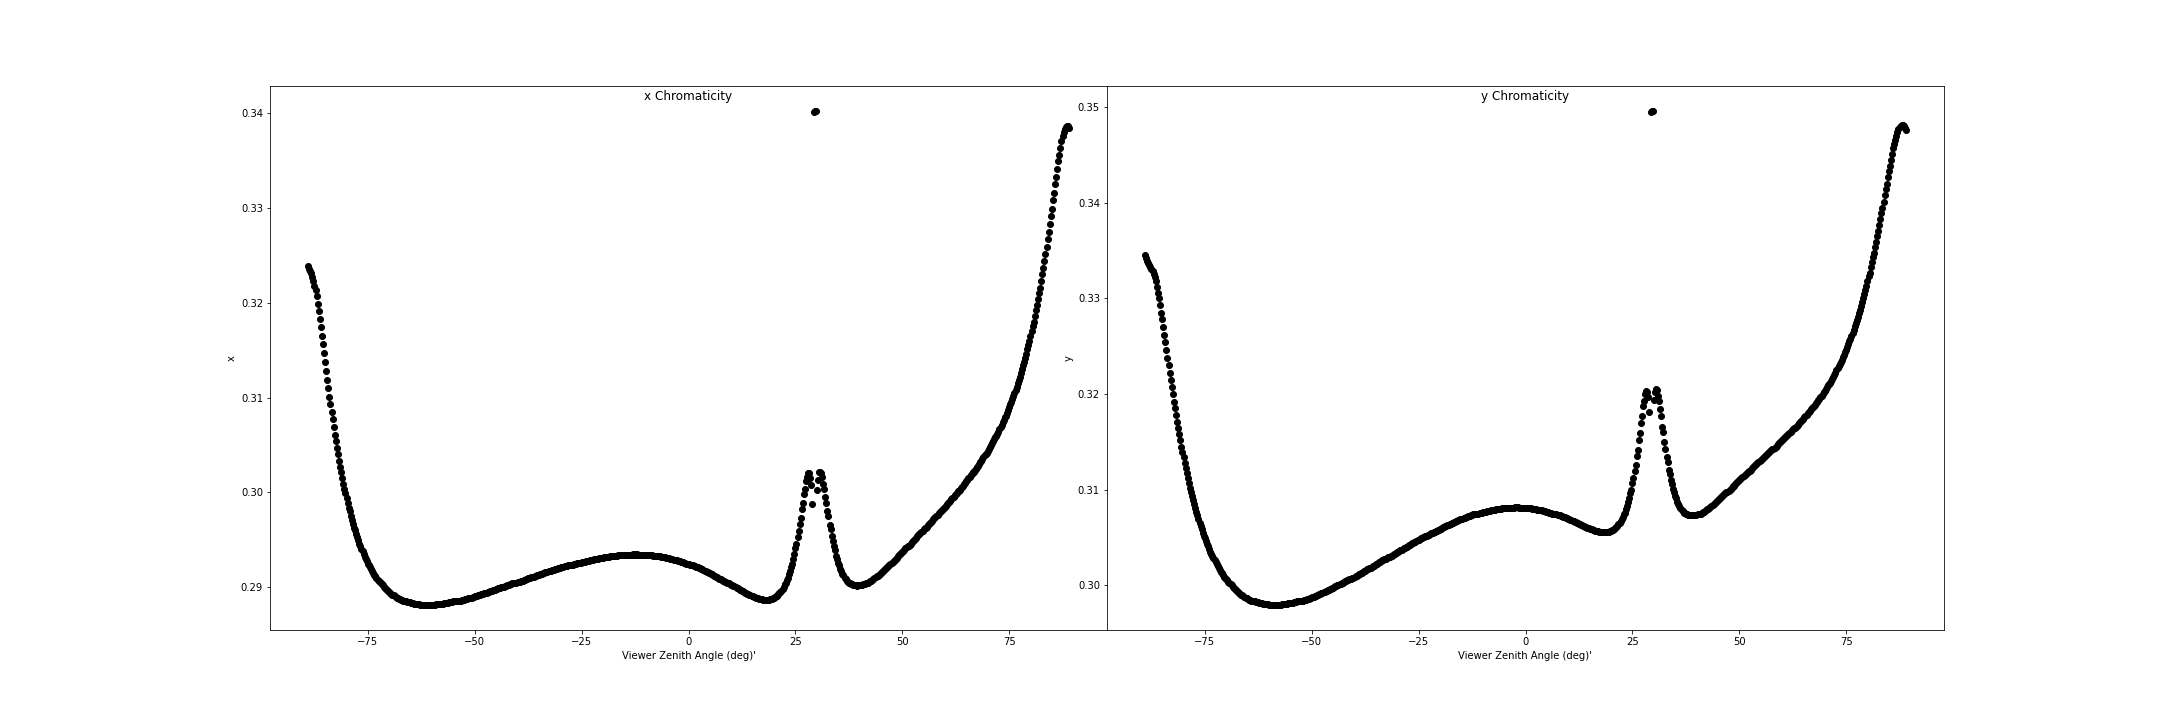 x Chromaticity
0.34
0.33
0.32
0.31
0.30
0.29
x
−75 −50 −25 0 25 50 75
Viewer Zenith Angle (deg)'
y Chromaticity
0.35
0.34
0.33
0.32
0.31
0.30
y
−75 −50 −25 0 25 50 75
Viewer Zenith Angle (deg)'